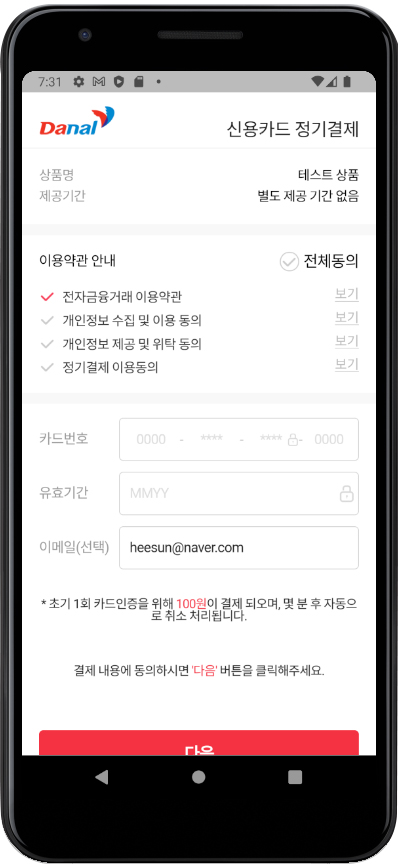 7:31
Danal
신용카드 정기결제
상품명 테스트 상품
제공기간 별도 제공 기간 없음
이용약관 안내 전체동의
전자금융거래 이용약관 보기
개인정보 수집 및 이용 동의 보기
개인정보 제공 및 위탁 동의 보기
정기결제 이용동의 보기
카드번호 0000 - **** - **** - 0000
유효기간 MMYY
이메일(선택) heesun@naver.com
* 초기 1회 카드인증을 위해 100원이 결제 되오며, 몇 분 후 자동으
로 취소 처리됩니다.
결제 내용에 동의하시면 '다음' 버튼을 클릭해주세요.
다음